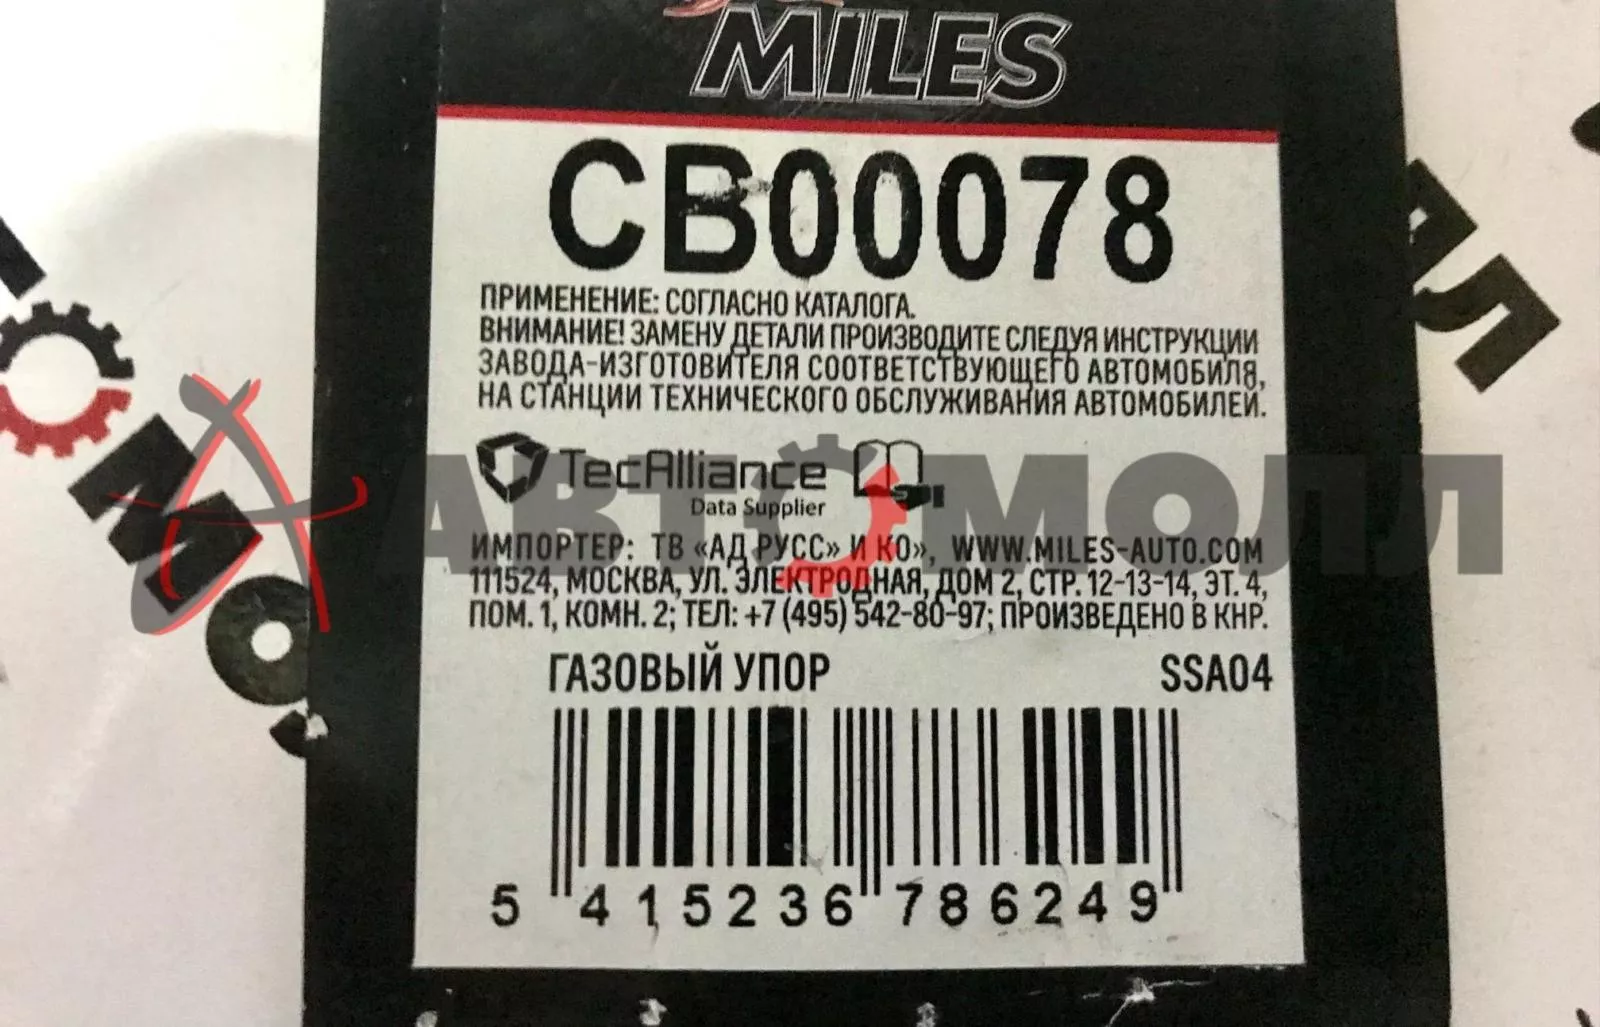 MILES
CB00078
ПРИМЕНЕНИЕ: СОГЛАСНО КАТАЛОГА.
ВНИМАНИЕ! ЗАМЕНУ ДЕТАЛИ ПРОИЗВОДИТЕ СЛЕДУЯ ИНСТРУКЦИИ
ЗАВОДА-ИЗГОТОВИТЕЛЯ СООТВЕТСТВУЮЩЕГО АВТОМОБИЛЯ,
НА СТАНЦИИ ТЕХНИЧЕСКОГО ОБСЛУЖИВАНИЯ АВТОМОБИЛЕЙ.
TecAlliance
Data Supplier
АВТОМОЛЛ
ИМПОРТЕР: ТВ «АД РУСС» И КО», WWW.MILES-AUTO.COM
111524, МОСКВА, УЛ. ЭЛЕКТРОДНАЯ, ДОМ 2, СТР. 12-13-14, ЭТ. 4,
ПОМ. 1, КОМН. 2; ТЕЛ: +7 (495) 542-80-97; ПРОИЗВЕДЕНО В КНР.
ГАЗОВЫЙ УПОР SSA04
5 415236 786249